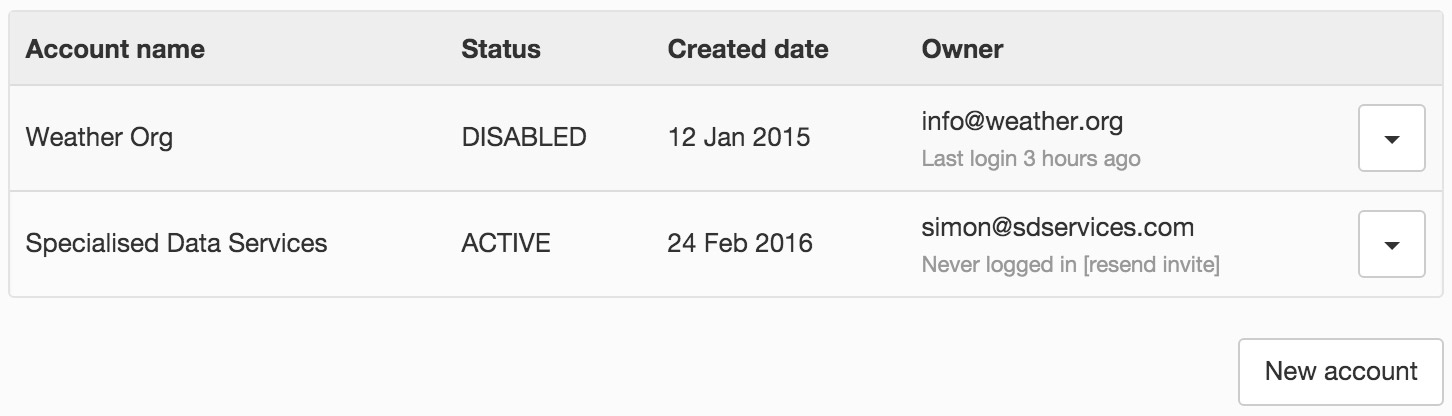 Account name Status Created date Owner
Weather Org DISABLED 12 Jan 2015 info@weather.org
Last login 3 hours ago
Specialised Data Services ACTIVE 24 Feb 2016 simon@sdservices.com
Never logged in [resend invite]
New account